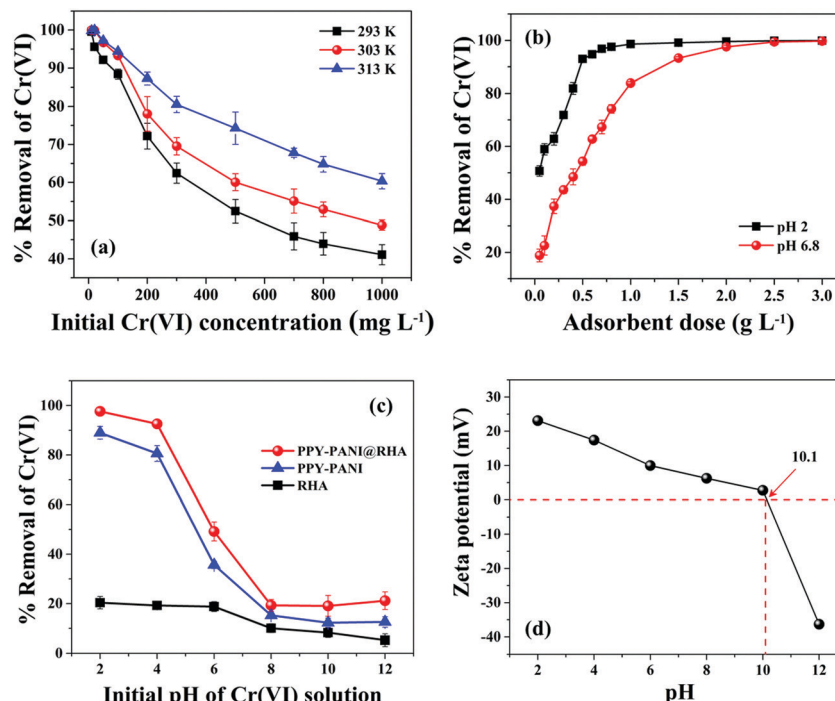 % Removal of Cr(VI)
100
90
80
70
60
50
40
293 K
303 K
313 K
(a)
0 200 400 600 800 1000
Initial Cr(VI) concentration (mg L⁻¹)
% Removal of Cr(VI)
100
80
60
40
20
(b)
pH 2
pH 6.8
0.0 0.5 1.0 1.5 2.0 2.5 3.0
Adsorbent dose (g L⁻¹)
% Removal of Cr(VI)
100
80
60
40
20
0
(c)
PPY-PANI@RHA
PPY-PANI
RHA
2 4 6 8 10 12
Initial pH of Cr(VI) solution
Zeta potential (mV)
30
20
10
0
-10
-20
-30
-40
10.1
(d)
2 4 6 8 10 12
pH